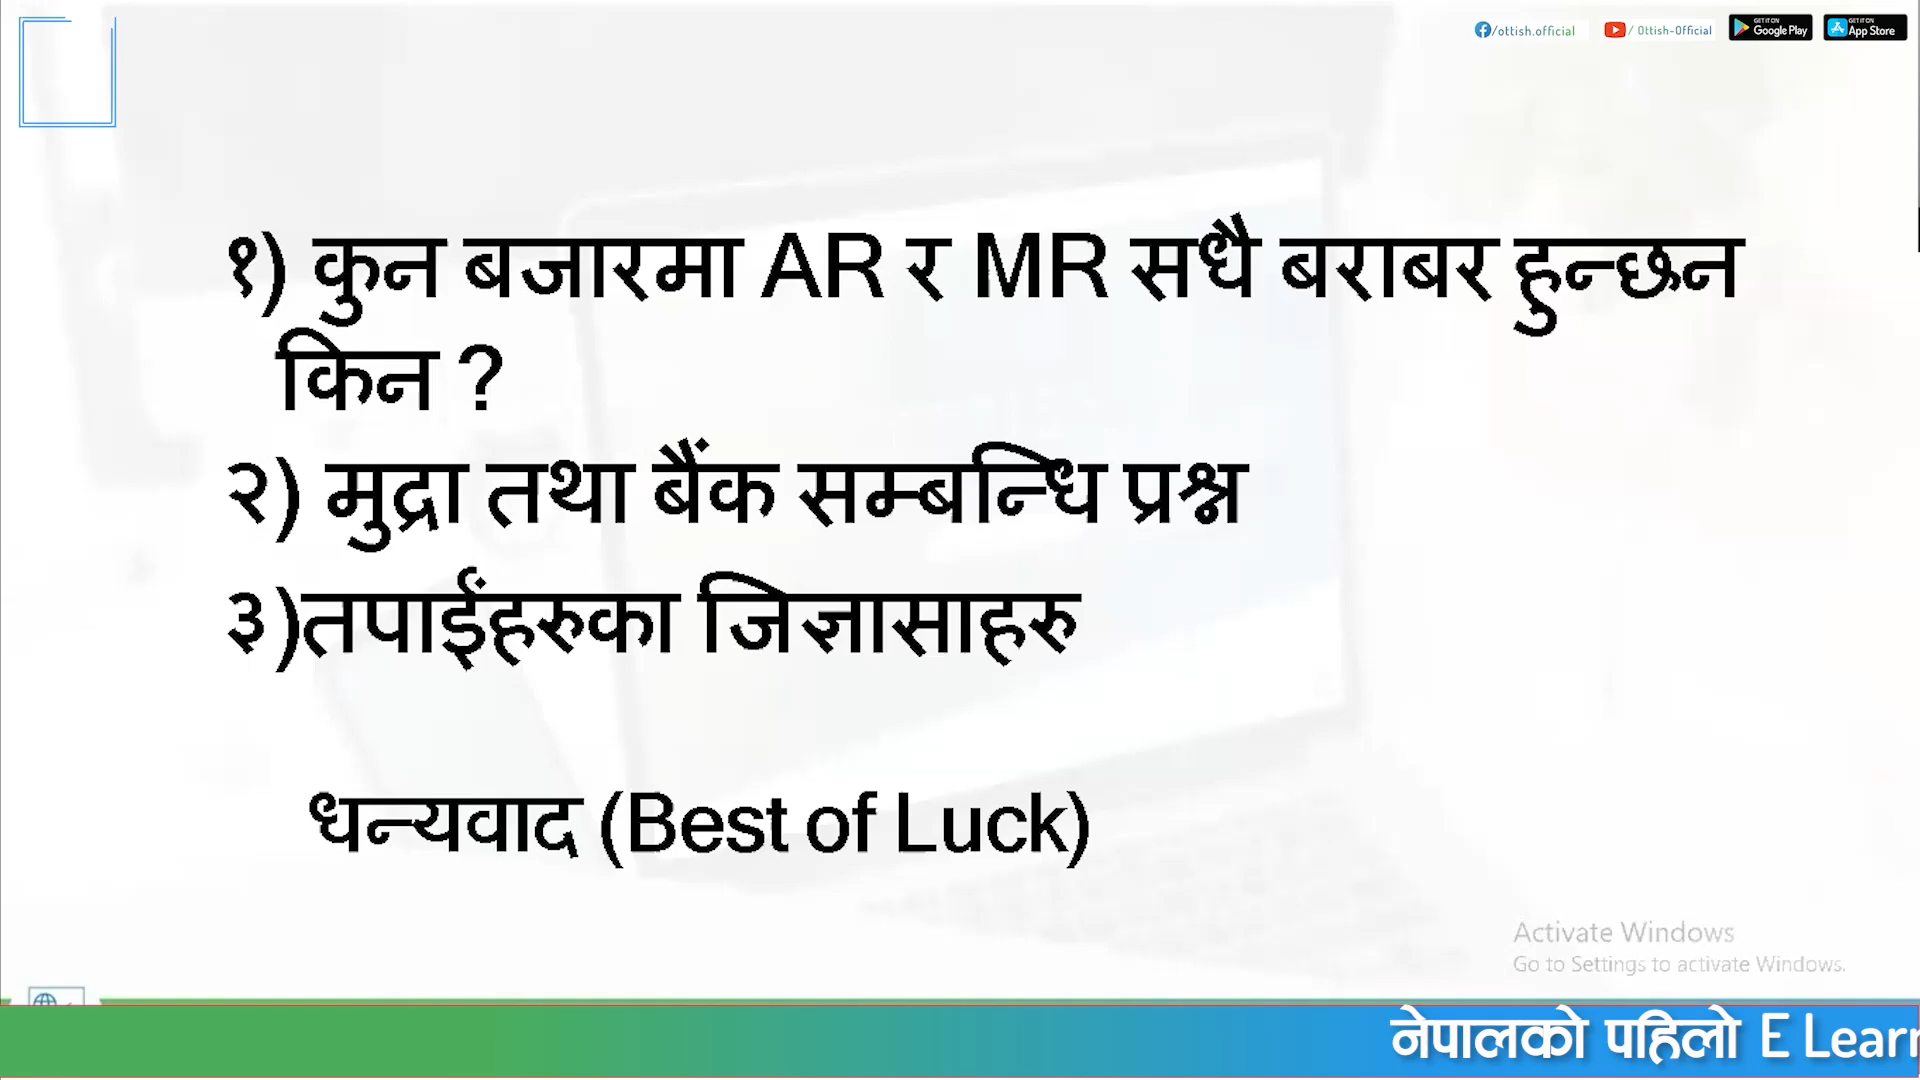 /ottish.official
/ Ottish-Official
GET IT ON
Google Play
GET IT ON
App Store
१) कुन बजारमा AR र MR सधै बराबर हुन्छन
किन ?
२) मुद्रा तथा बैंक सम्बन्धि प्रश्न
३)तपाईंहरुका जिज्ञासाहरु
धन्यवाद (Best of Luck)
Activate Windows
Go to Settings to activate Windows.
नेपालको पहिलो E Learn